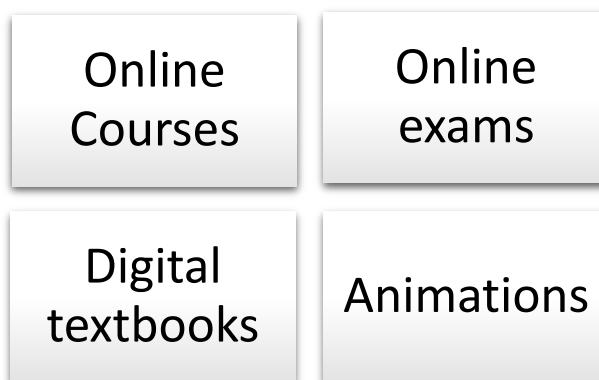 Online
Courses
Online
exams
Digital
textbooks
Animations